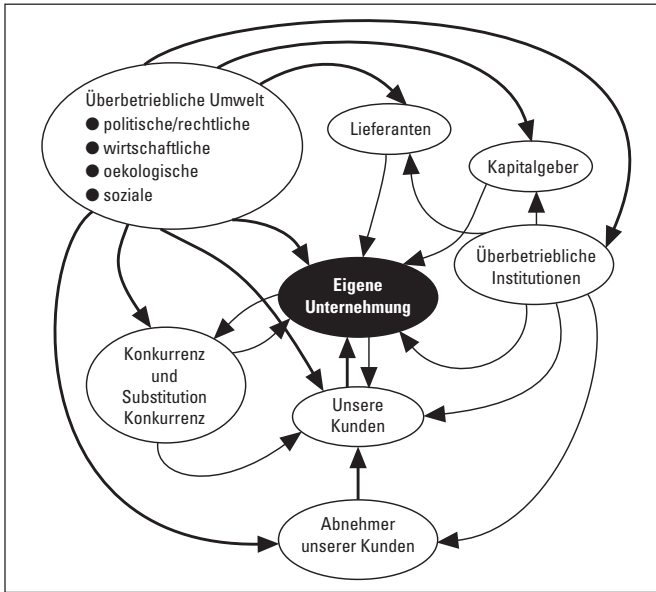 Überbetriebliche Umwelt
● politische/rechtliche
● wirtschaftliche
● oekologische
● soziale
Lieferanten
Kapitalgeber
Überbetriebliche
Institutionen
Eigene
Unternehmung
Konkurrenz
und
Substitution
Konkurrenz
Unsere
Kunden
Abnehmer
unserer Kunden